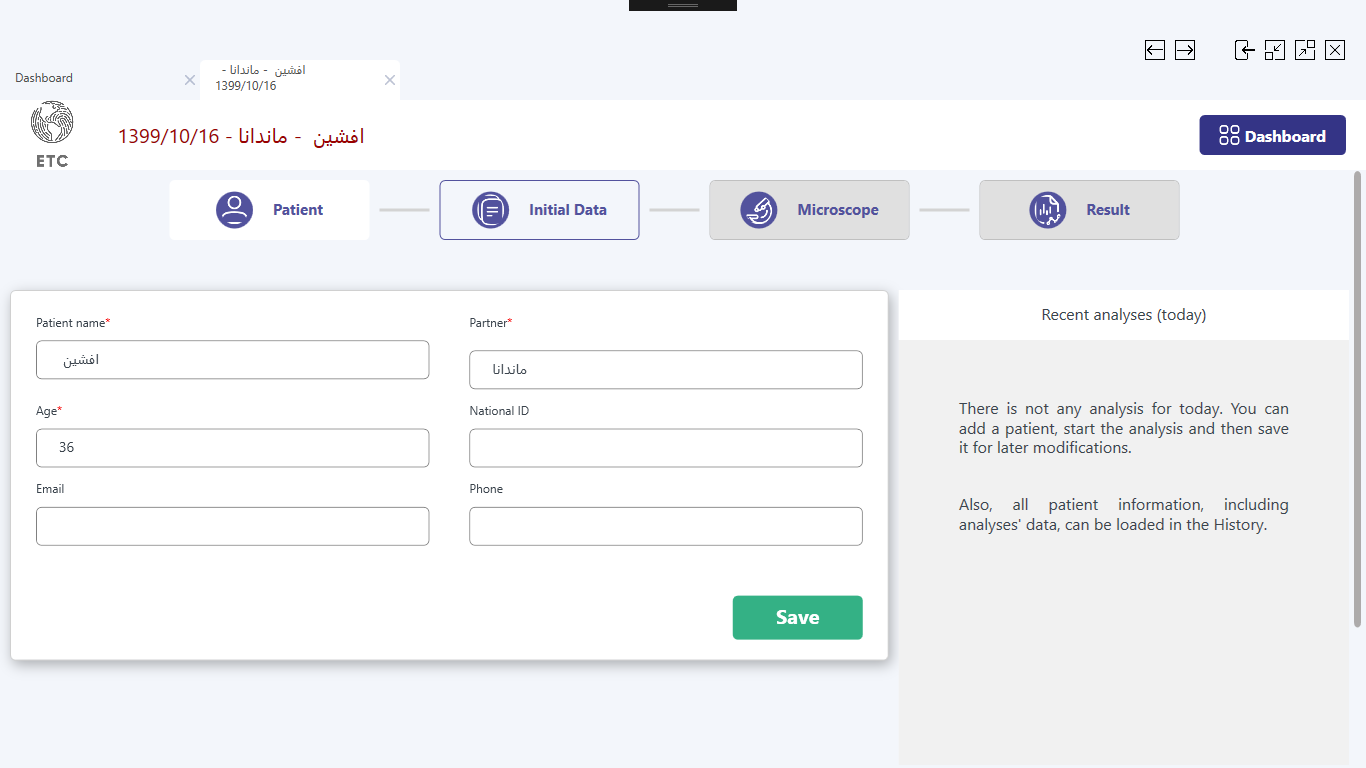 Dashboard
افشین - ماندانا -
1399/10/16
ETC
افشین - ماندانا - 1399/10/16
Dashboard
Patient
Initial Data
Microscope
Result
Patient name*
Partner*
افشین
ماندانا
Age*
National ID
36
Email
Phone
Save
Recent analyses (today)
There is not any analysis for today. You can
add a patient, start the analysis and then save
it for later modifications.
Also, all patient information, including
analyses' data, can be loaded in the History.